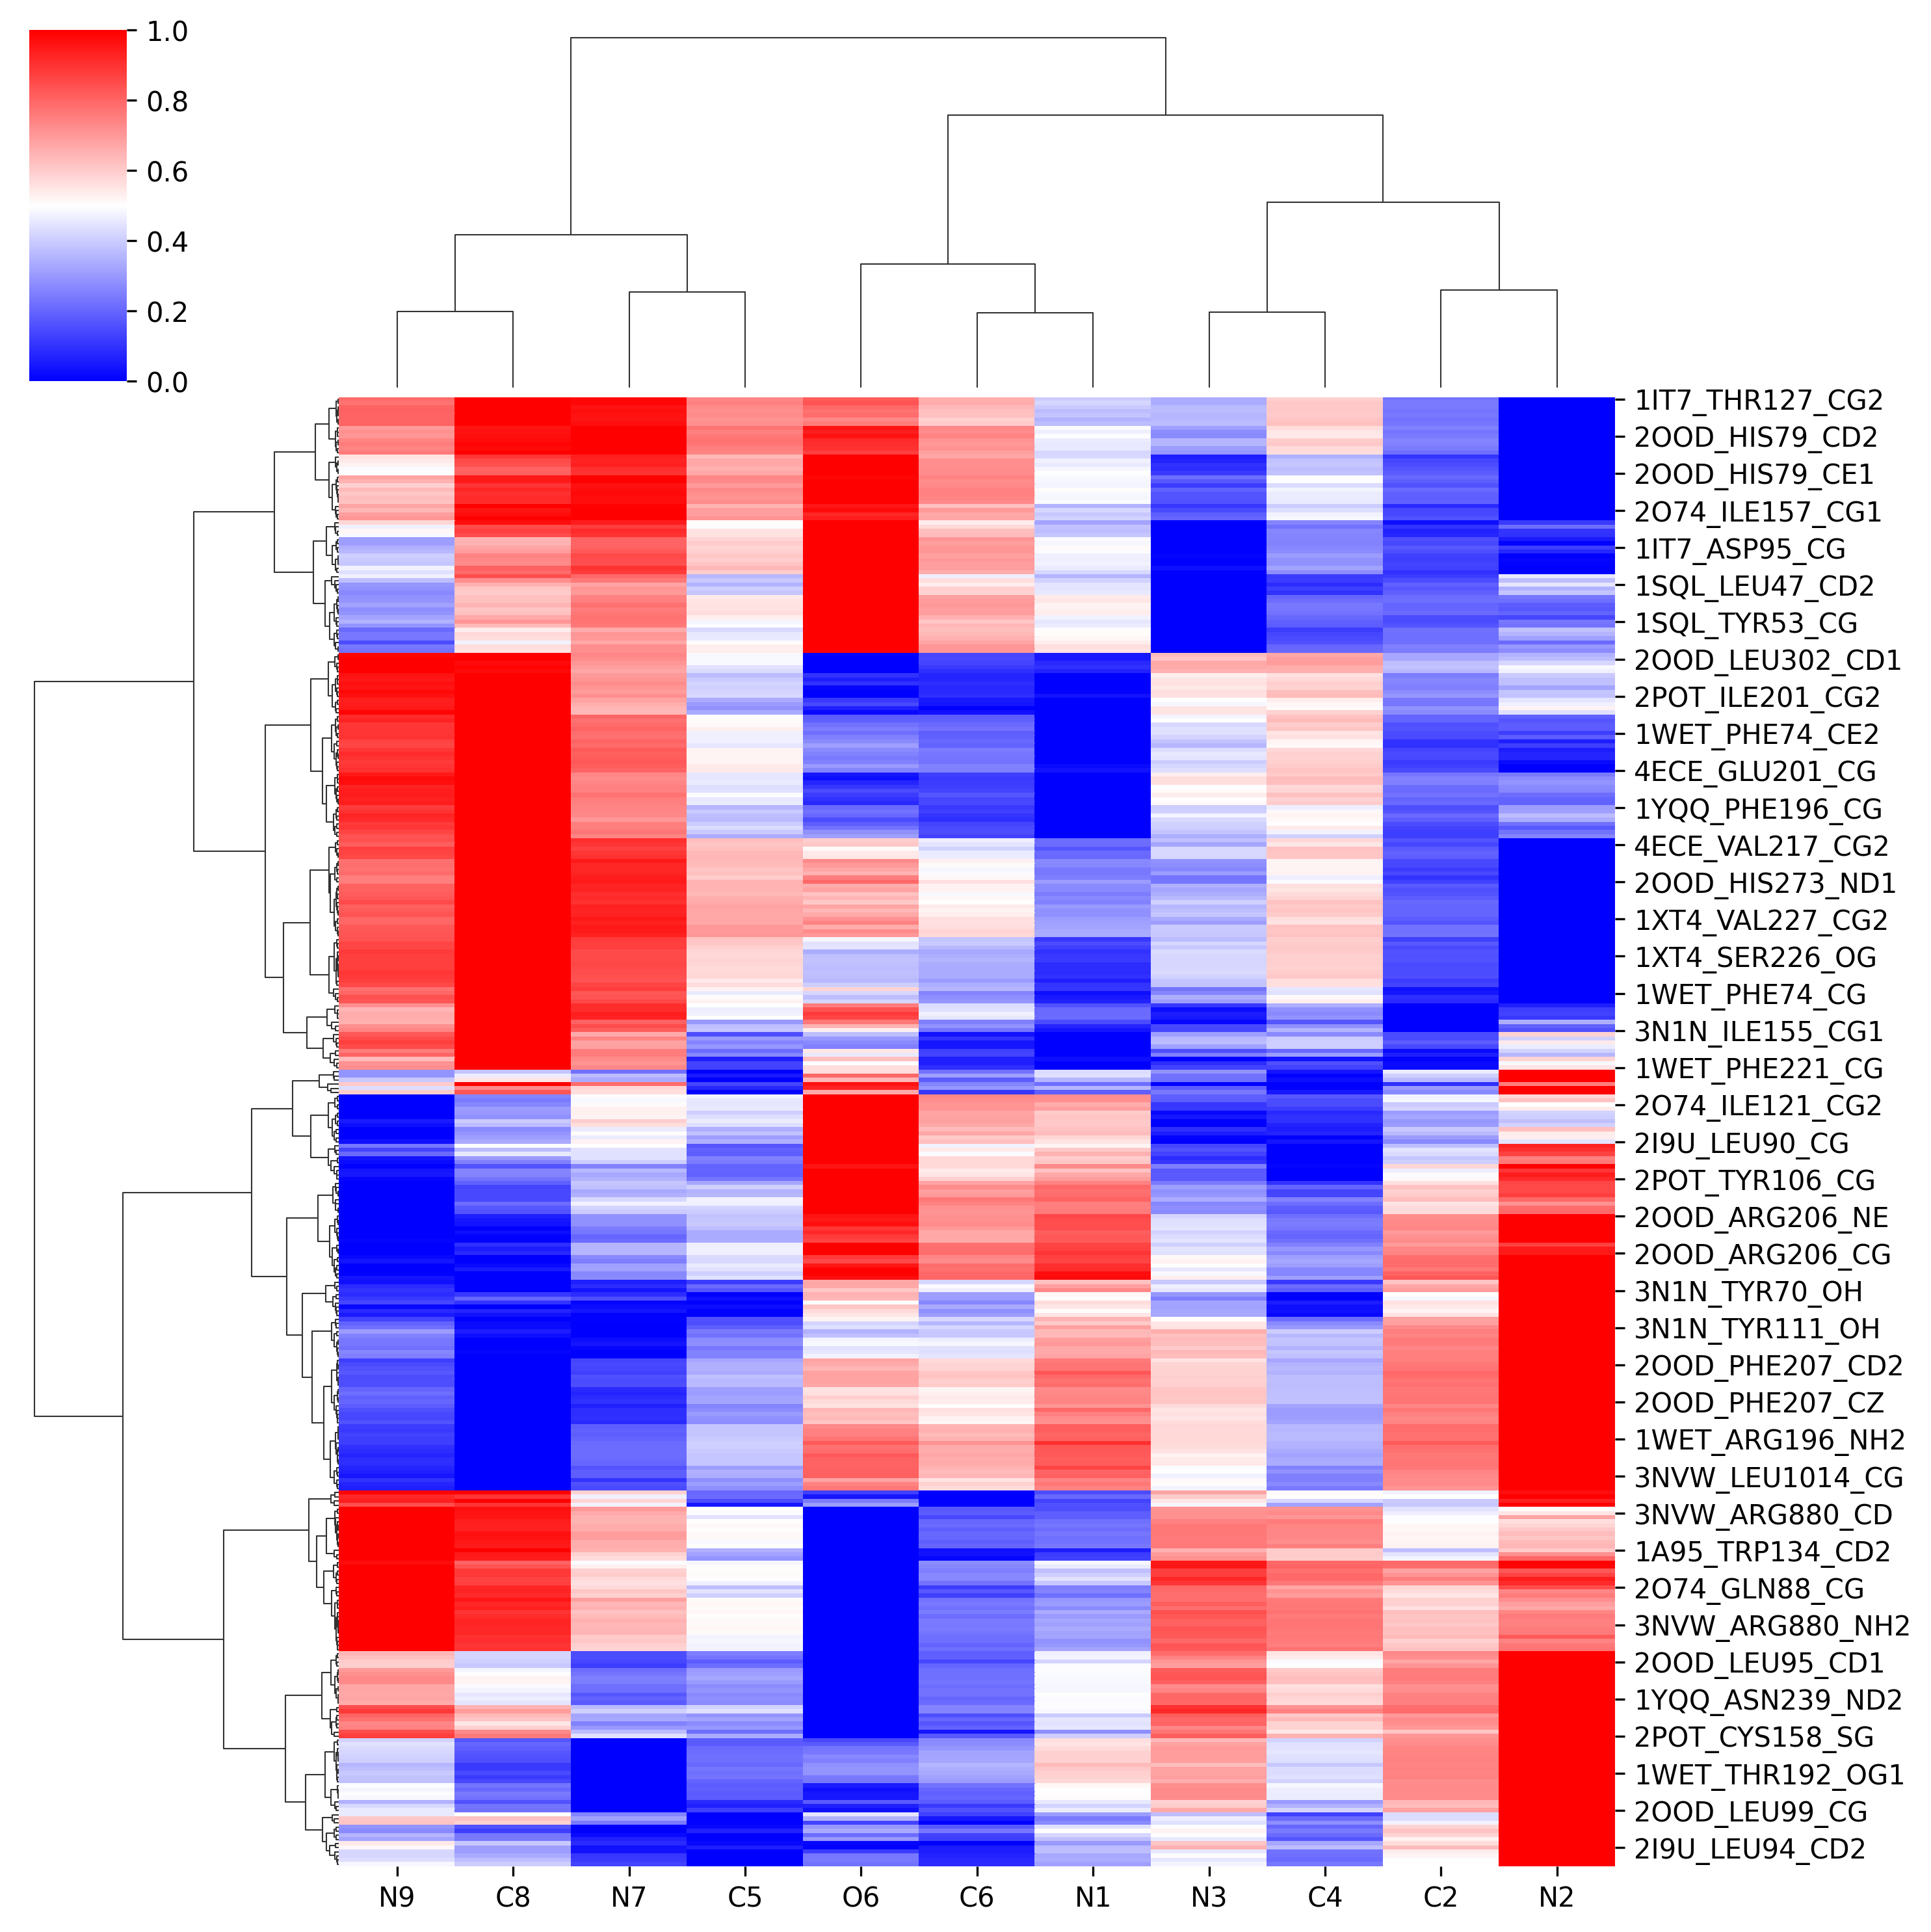 1.0
0.8
0.6
0.4
0.2
0.0
1IT7_THR127_CG2
2OOD_HIS79_CD2
2OOD_HIS79_CE1
2O74_ILE157_CG1
1IT7_ASP95_CG
1SQL_LEU47_CD2
1SQL_TYR53_CG
2OOD_LEU302_CD1
2POT_ILE201_CG2
1WET_PHE74_CE2
4ECE_GLU201_CG
1YQQ_PHE196_CG
4ECE_VAL217_CG2
2OOD_HIS273_ND1
1XT4_VAL227_CG2
1XT4_SER226_OG
1WET_PHE74_CG
3N1N_ILE155_CG1
1WET_PHE221_CG
2O74_ILE121_CG2
2I9U_LEU90_CG
2POT_TYR106_CG
2OOD_ARG206_NE
2OOD_ARG206_CG
3N1N_TYR70_OH
3N1N_TYR111_OH
2OOD_PHE207_CD2
2OOD_PHE207_CZ
1WET_ARG196_NH2
3NVW_LEU1014_CG
3NVW_ARG880_CD
1A95_TRP134_CD2
2O74_GLN88_CG
3NVW_ARG880_NH2
2OOD_LEU95_CD1
1YQQ_ASN239_ND2
2POT_CYS158_SG
1WET_THR192_OG1
2OOD_LEU99_CG
2I9U_LEU94_CD2
N9 C8 N7 C5 O6 C6 N1 N3 C4 C2 N2